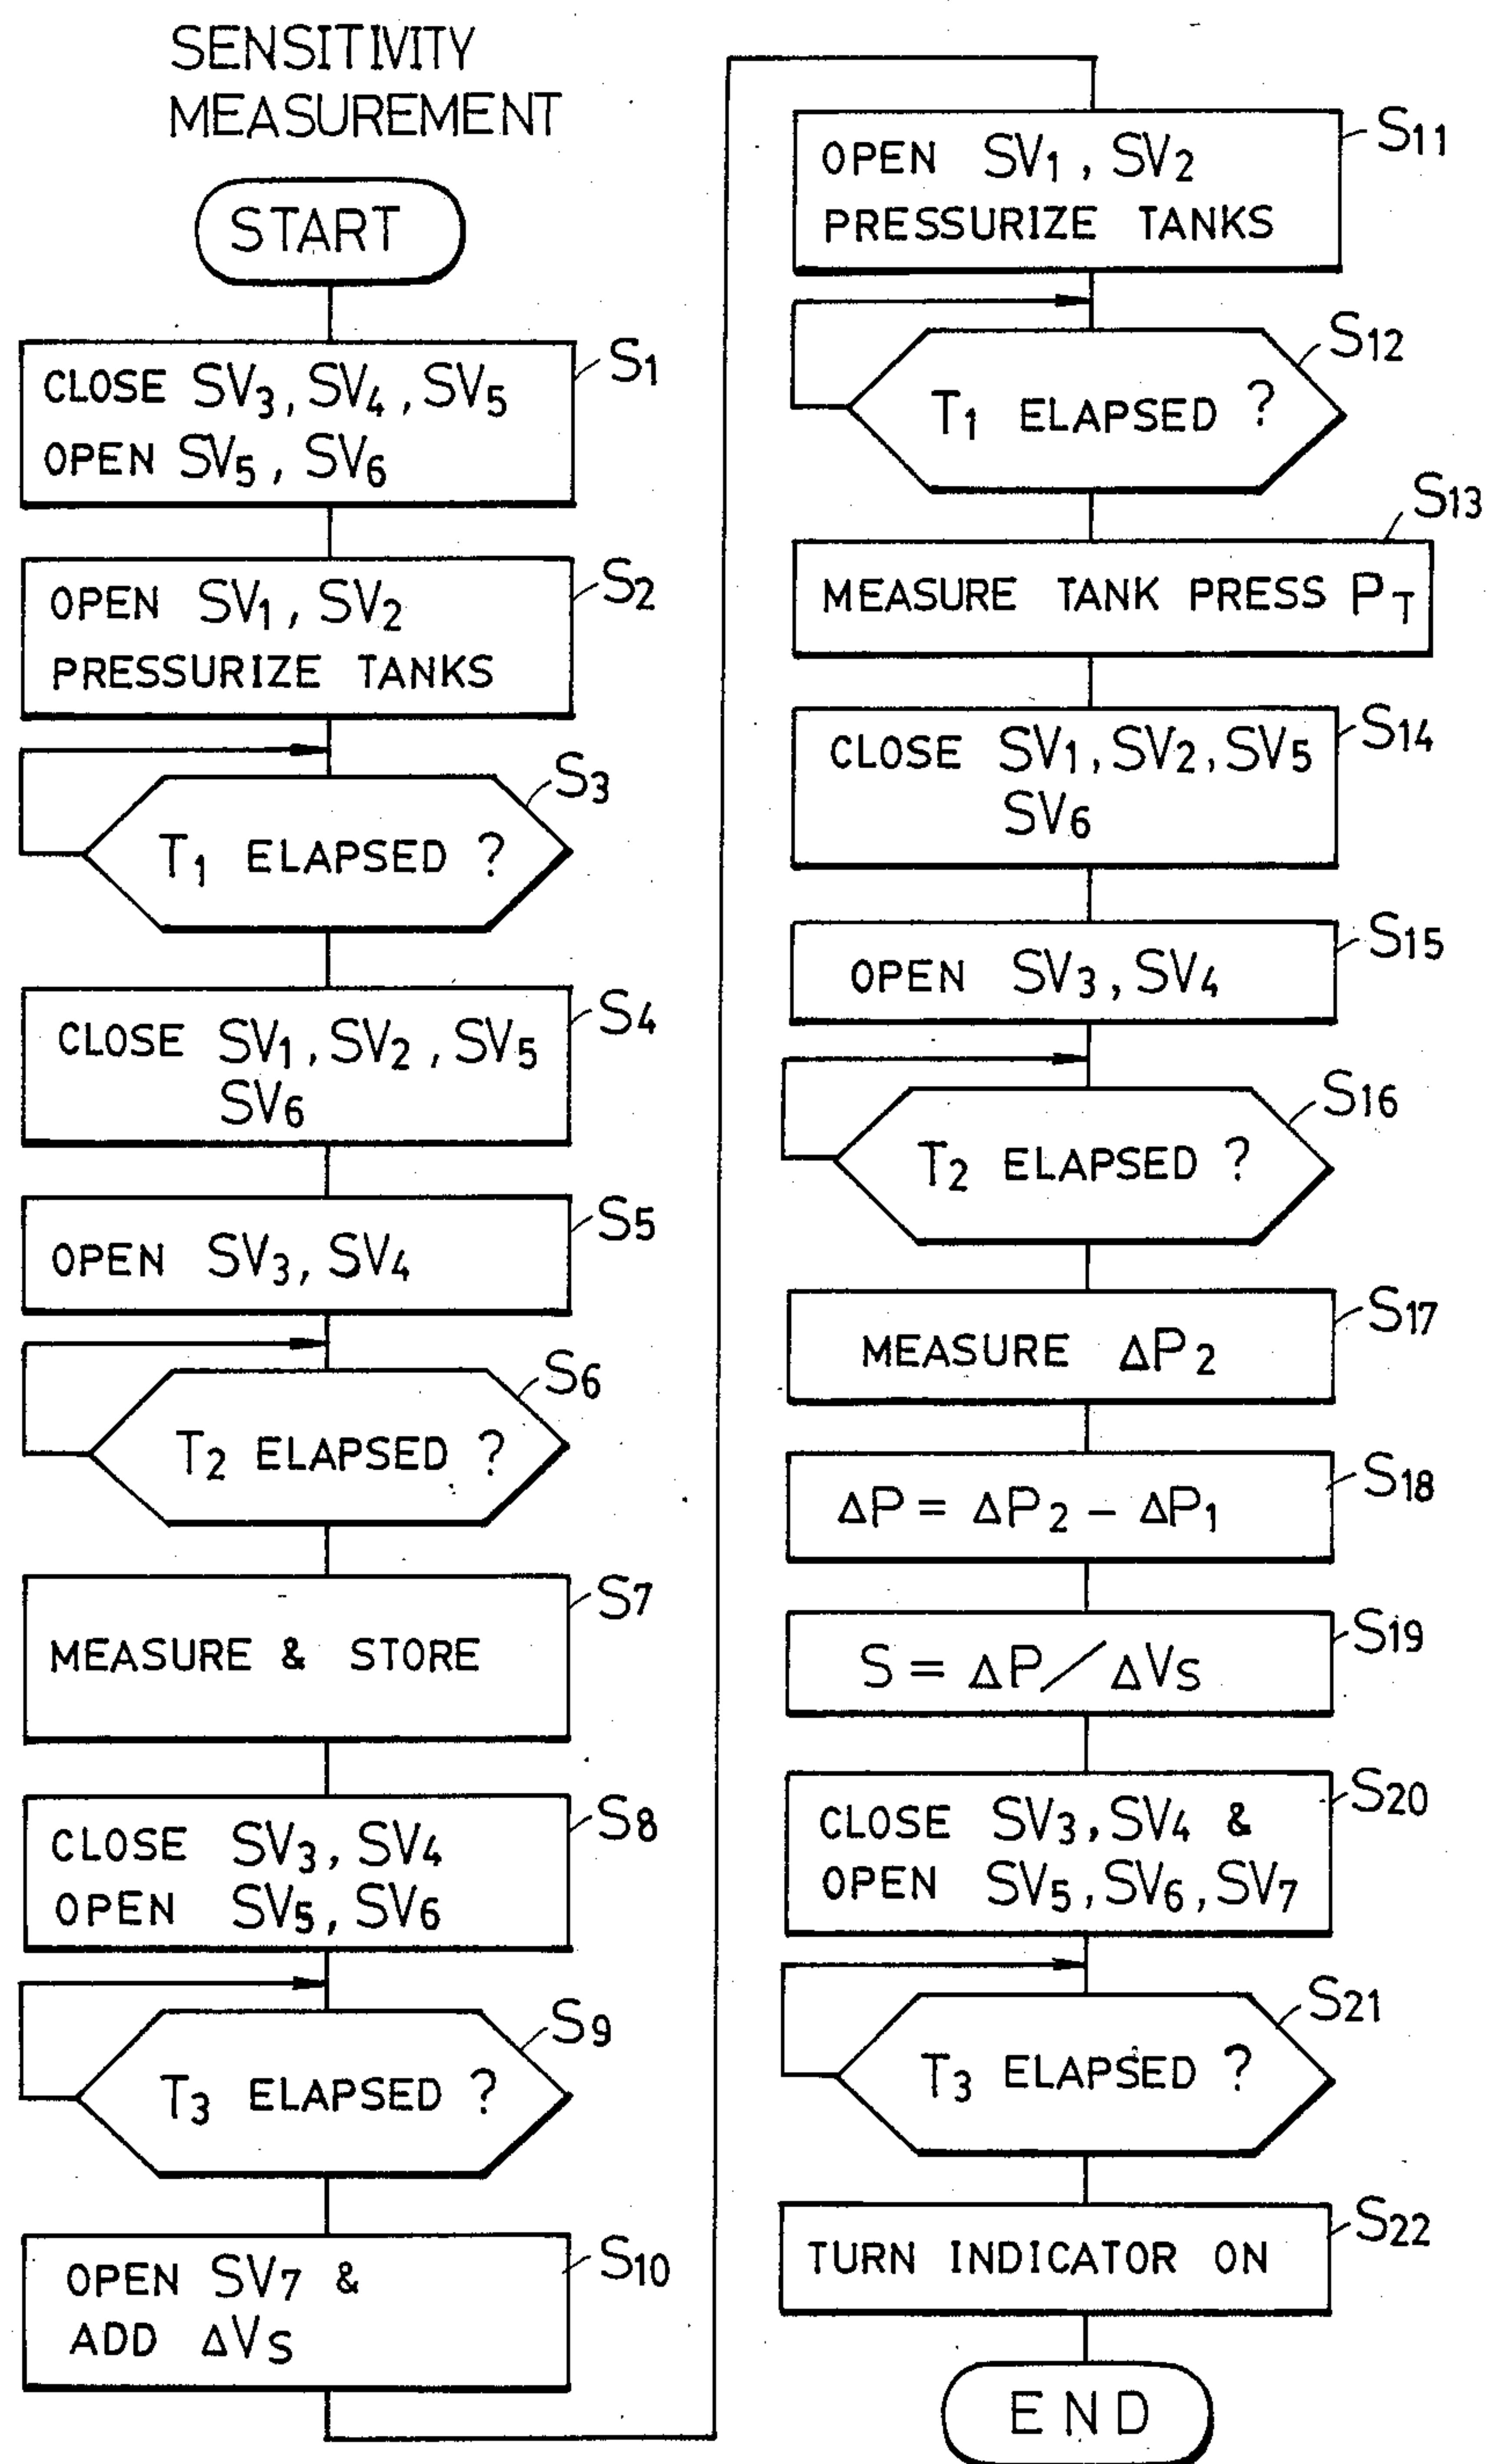 SENSITIVITY
MEASUREMENT
START
S1
CLOSE SV3, SV4, SV5
OPEN SV5, SV6
S2
OPEN SV1, SV2
PRESSURIZE TANKS
S3
T1 ELAPSED ?
S4
CLOSE SV1, SV2, SV5
SV6
S5
OPEN SV3, SV4
S6
T2 ELAPSED ?
S7
MEASURE & STORE
S8
CLOSE SV3, SV4
OPEN SV5, SV6
S9
T3 ELAPSED ?
S10
OPEN SV7 &
ADD ΔVS
S11
OPEN SV1, SV2
PRESSURIZE TANKS
S12
T1 ELAPSED ?
S13
MEASURE TANK PRESS PT
S14
CLOSE SV1, SV2, SV5
SV6
S15
OPEN SV3, SV4
S16
T2 ELAPSED ?
S17
MEASURE ΔP2
S18
ΔP = ΔP2 − ΔP1
S19
S = ΔP/ΔVS
S20
CLOSE SV3, SV4 &
OPEN SV5, SV6, SV7
S21
T3 ELAPSED ?
S22
TURN INDICATOR ON
END